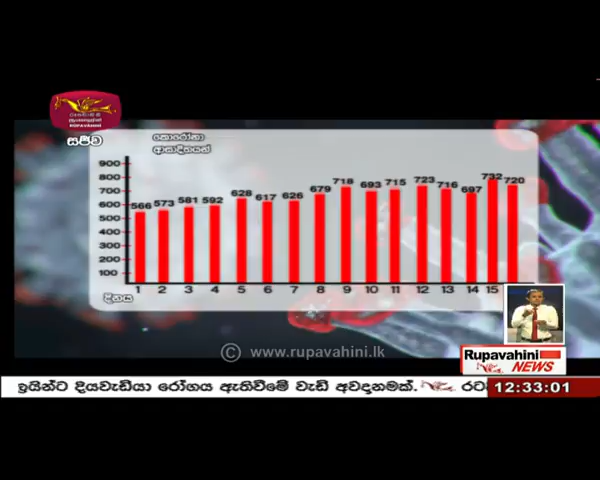 RUPAVAHINI
සජීව
කොරෝනා
ආසාදිතයන්
900
800
700
600
500
400
300
200
100
566 573 581 592 628 617 626 679 718 693 715 723 716 697 732 720
1 2 3 4 5 6 7 8 9 10 11 12 13 14 15
දිනය
© www.rupavahini.lk
Rupavahini
NEWS
ඉයින්ට දියවැඩියා රෝගය ඇතිවීමේ වැඩි අවදානමක්. රට
12:33:01